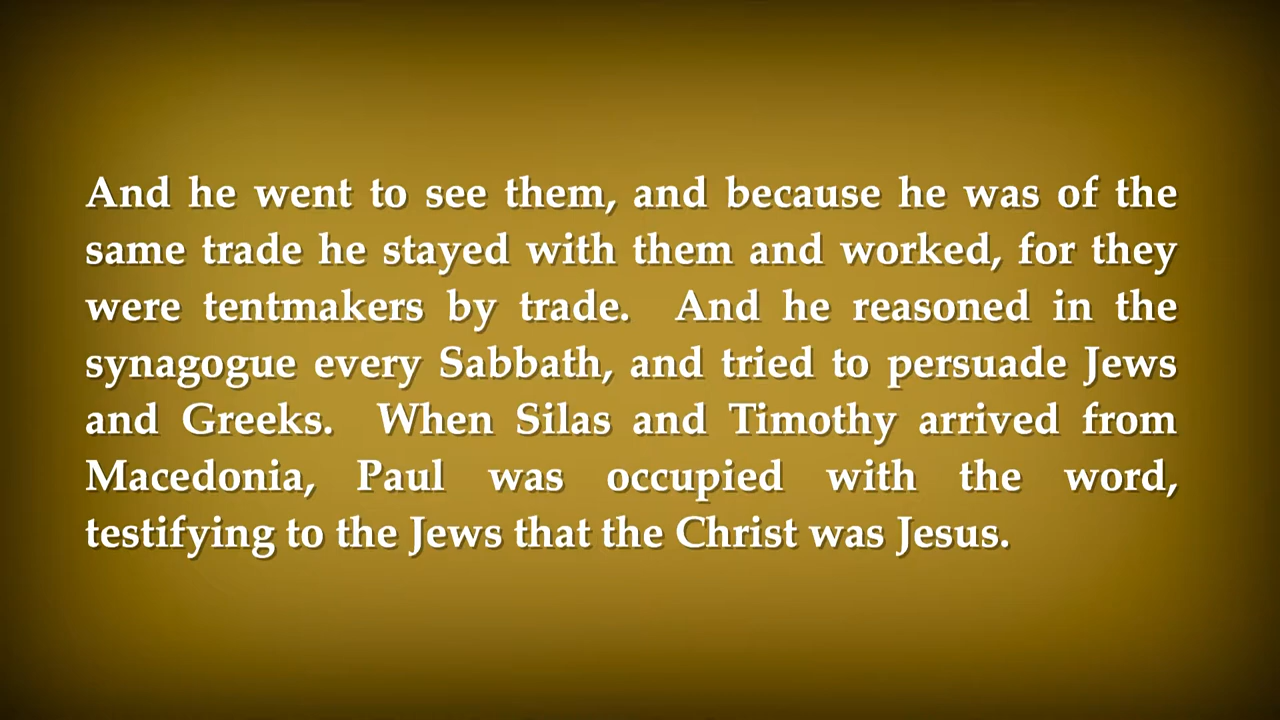 And he went to see them, and because he was of the
same trade he stayed with them and worked, for they
were tentmakers by trade.  And he reasoned in the
synagogue every Sabbath, and tried to persuade Jews
and Greeks.  When Silas and Timothy arrived from
Macedonia, Paul was occupied with the word,
testifying to the Jews that the Christ was Jesus.